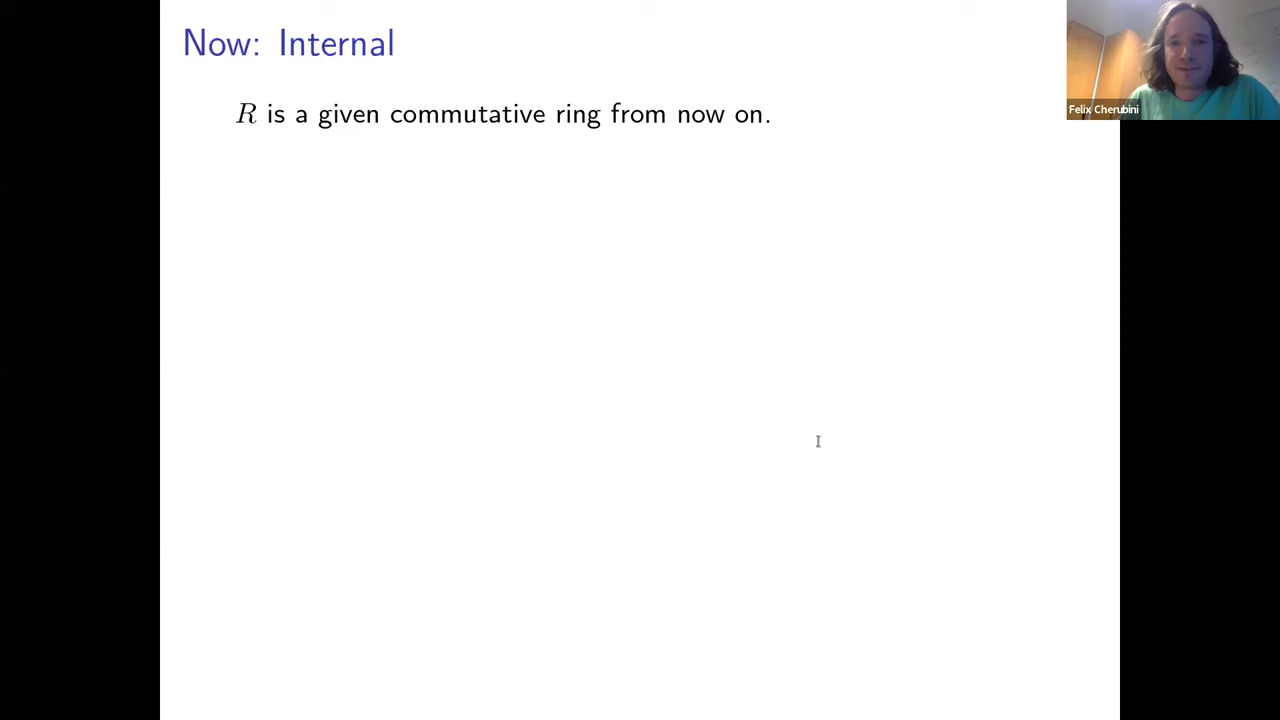 Now: Internal
R is a given commutative ring from now on.
Felix Cherubini